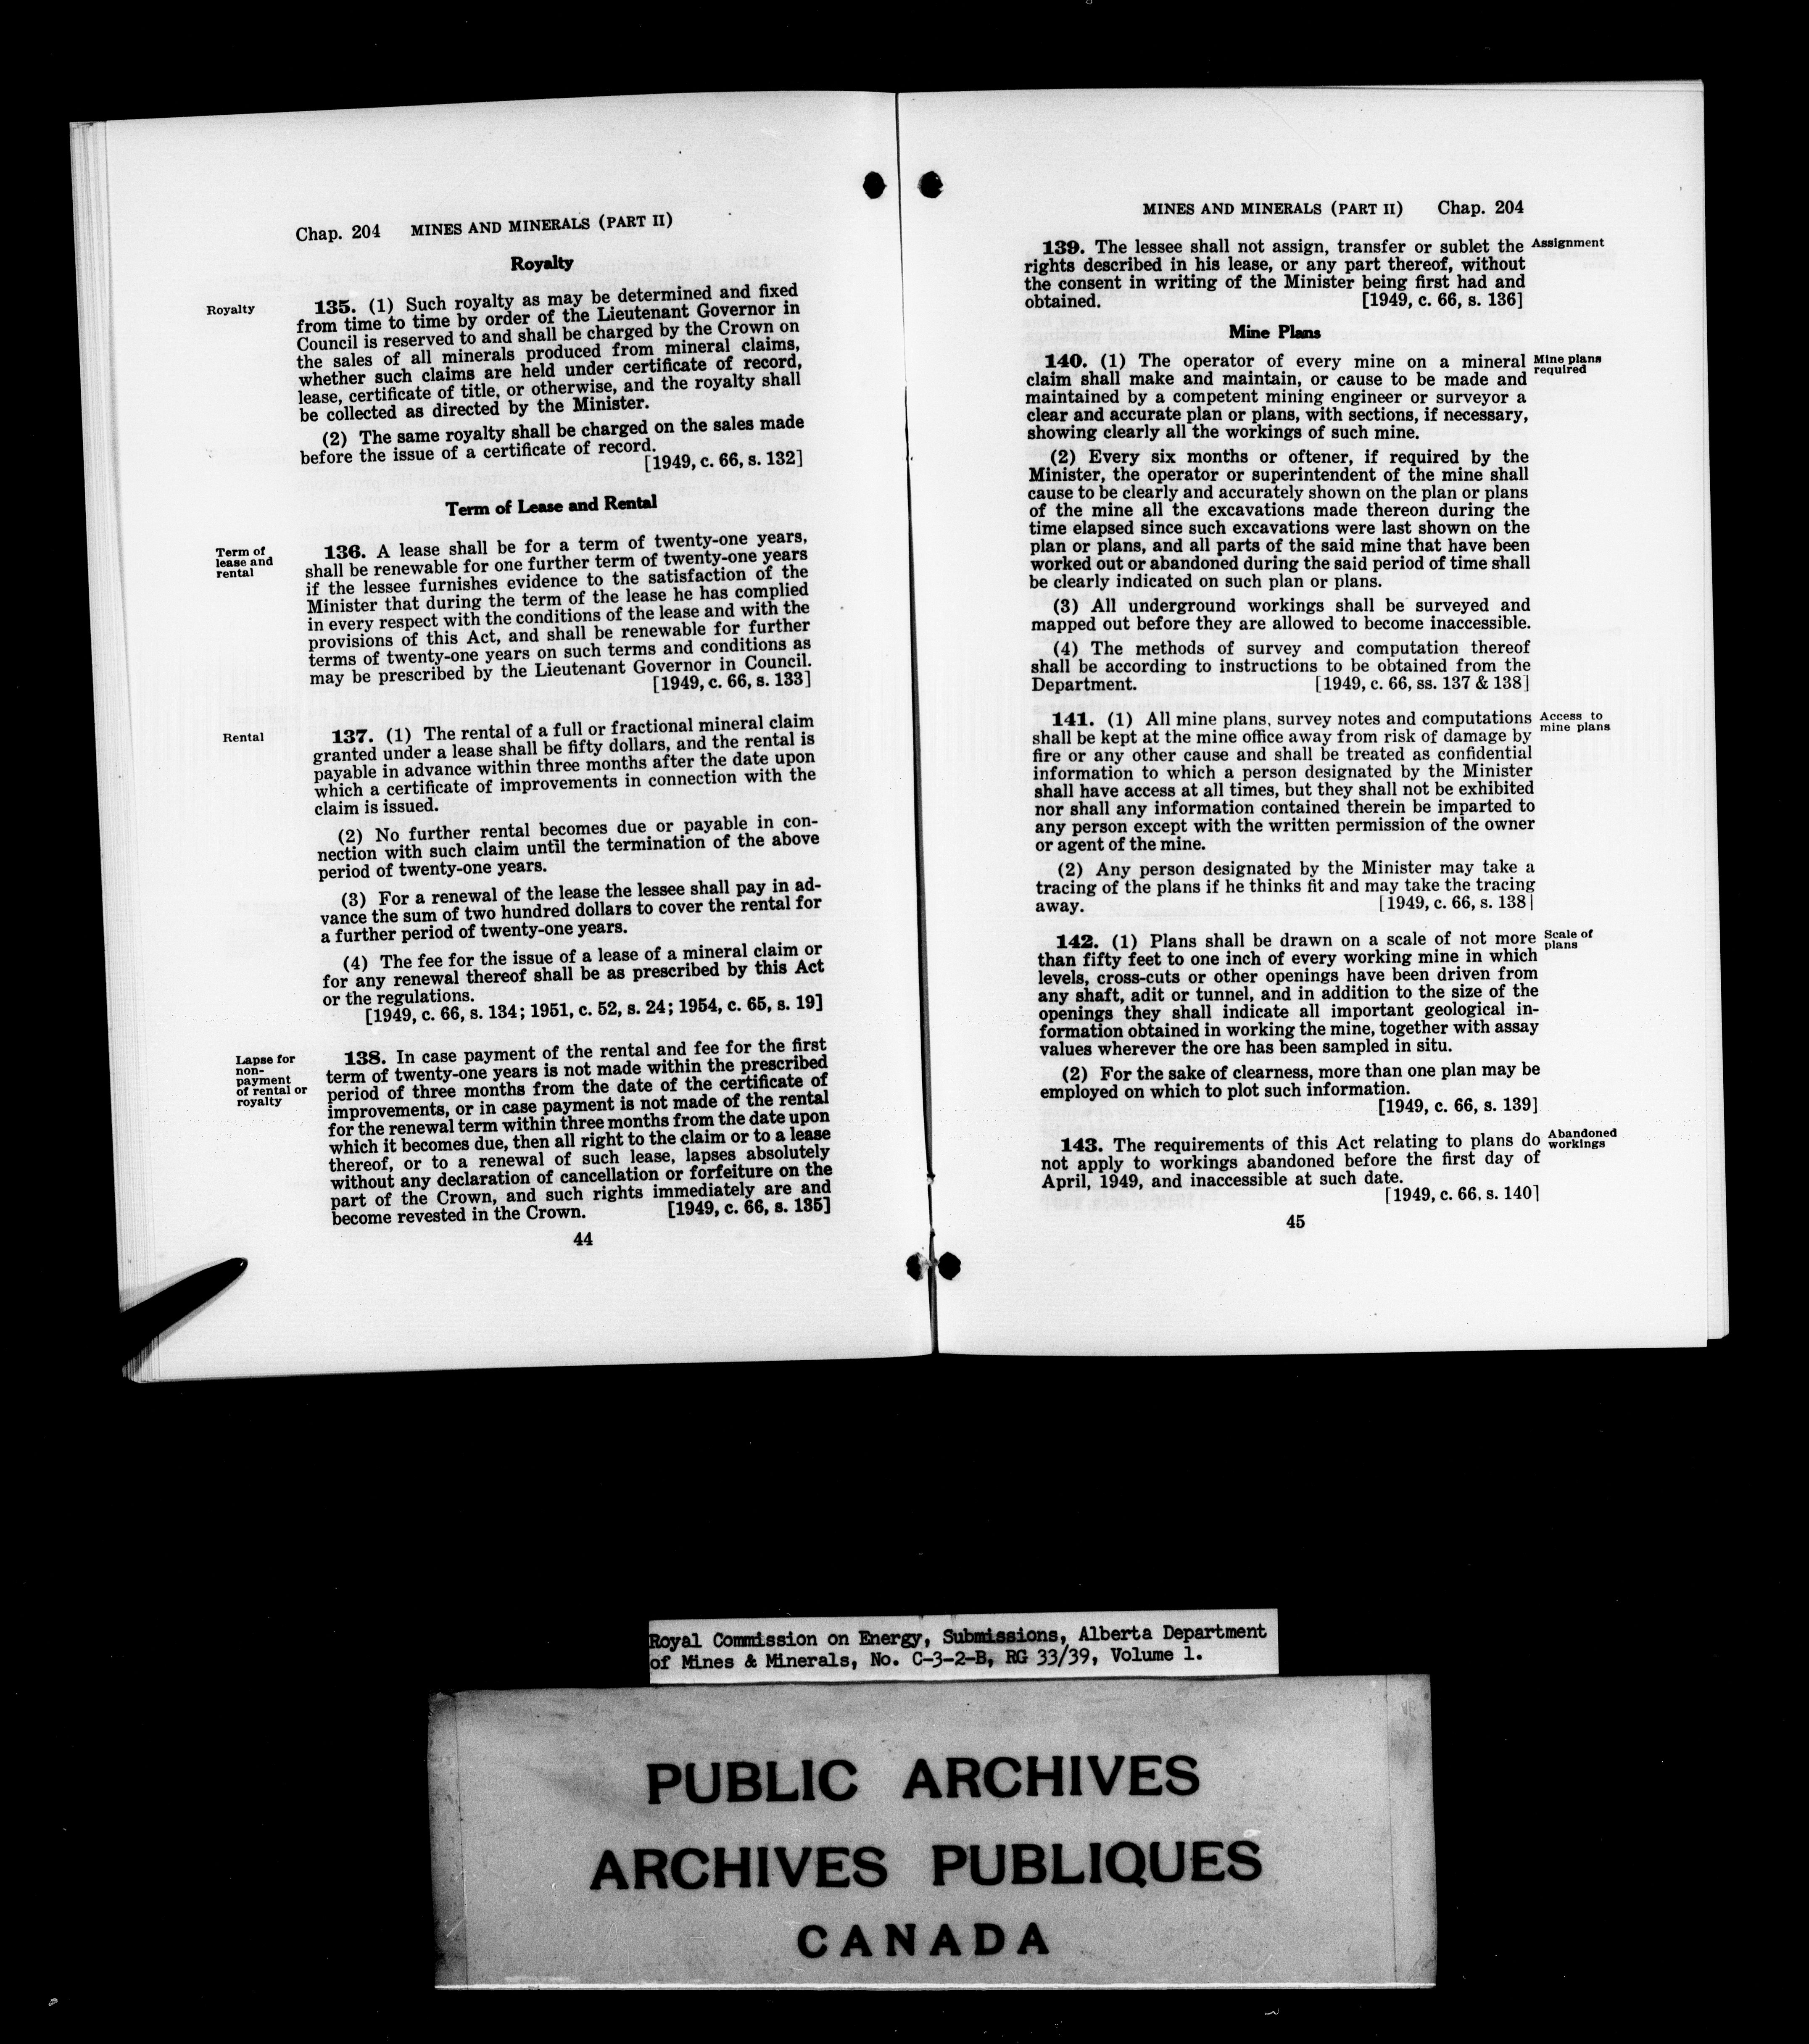 Chap. 204 MINES AND MINERALS (PART II)
Royalty
Royalty
135. (1) Such royalty as may be determined and fixed
from time to time by order of the Lieutenant Governor in
Council is reserved to and shall be charged by the Crown on
the sales of all minerals produced from mineral claims,
whether such claims are held under certificate of record,
lease, certificate of title, or otherwise, and the royalty shall
be collected as directed by the Minister.
(2) The same royalty shall be charged on the sales made
before the issue of a certificate of record.
[1949, c. 66, s. 132]
Term of Lease and Rental
Term of
lease and
rental
136. A lease shall be for a term of twenty-one years,
shall be renewable for one further term of twenty-one years
if the lessee furnishes evidence to the satisfaction of the
Minister that during the term of the lease he has complied
in every respect with the conditions of the lease and with the
provisions of this Act, and shall be renewable for further
terms of twenty-one years on such terms and conditions as
may be prescribed by the Lieutenant Governor in Council.
[1949, c. 66, s. 133]
Rental
137. (1) The rental of a full or fractional mineral claim
granted under a lease shall be fifty dollars, and the rental is
payable in advance within three months after the date upon
which a certificate of improvements in connection with the
claim is issued.
(2) No further rental becomes due or payable in con-
nection with such claim until the termination of the above
period of twenty-one years.
(3) For a renewal of the lease the lessee shall pay in ad-
vance the sum of two hundred dollars to cover the rental for
a further period of twenty-one years.
(4) The fee for the issue of a lease of a mineral claim or
for any renewal thereof shall be as prescribed by this Act
or the regulations.
[1949, c. 66, s. 134; 1951, c. 52, s. 24; 1954, c. 65, s. 19]
Lapse for
non-
payment
of rental or
royalty
138. In case payment of the rental and fee for the first
term of twenty-one years is not made within the prescribed
period of three months from the date of the certificate of
improvements, or in case payment is not made of the rental
for the renewal term within three months from the date upon
which it becomes due, then all right to the claim or to a lease
thereof, or to a renewal of such lease, lapses absolutely
without any declaration of cancellation or forfeiture on the
part of the Crown, and such rights immediately are and
become revested in the Crown. [1949, c. 66, s. 135]
44
MINES AND MINERALS (PART II) Chap. 204
139. The lessee shall not assign, transfer or sublet the
rights described in his lease, or any part thereof, without
the consent in writing of the Minister being first had and
obtained. [1949, c. 66, s. 136]
Assignment
Mine Plans
140. (1) The operator of every mine on a mineral
claim shall make and maintain, or cause to be made and
maintained by a competent mining engineer or surveyor a
clear and accurate plan or plans, with sections, if necessary,
showing clearly all the workings of such mine.
Mine plans
required
(2) Every six months or oftener, if required by the
Minister, the operator or superintendent of the mine shall
cause to be clearly and accurately shown on the plan or plans
of the mine all the excavations made thereon during the
time elapsed since such excavations were last shown on the
plan or plans, and all parts of the said mine that have been
worked out or abandoned during the said period of time shall
be clearly indicated on such plan or plans.
(3) All underground workings shall be surveyed and
mapped out before they are allowed to become inaccessible.
(4) The methods of survey and computation thereof
shall be according to instructions to be obtained from the
Department. [1949, c. 66, ss. 137 & 138]
141. (1) All mine plans, survey notes and computations
shall be kept at the mine office away from risk of damage by
fire or any other cause and shall be treated as confidential
information to which a person designated by the Minister
shall have access at all times, but they shall not be exhibited
nor shall any information contained therein be imparted to
any person except with the written permission of the owner
or agent of the mine.
Access to
mine plans
(2) Any person designated by the Minister may take a
tracing of the plans if he thinks fit and may take the tracing
away. [1949, c. 66, s. 138]
142. (1) Plans shall be drawn on a scale of not more
than fifty feet to one inch of every working mine in which
levels, cross-cuts or other openings have been driven from
any shaft, adit or tunnel, and in addition to the size of the
openings they shall indicate all important geological in-
formation obtained in working the mine, together with assay
values wherever the ore has been sampled in situ.
Scale of
plans
(2) For the sake of clearness, more than one plan may be
employed on which to plot such information.
[1949, c. 66, s. 139]
143. The requirements of this Act relating to plans do
not apply to workings abandoned before the first day of
April, 1949, and inaccessible at such date.
[1949, c. 66, s. 140]
Abandoned
workings
45
Royal Commission on Energy, Submissions, Alberta Department
of Mines & Minerals, No. C-3-2-B, RG 33/39, Volume 1.
PUBLIC ARCHIVES
ARCHIVES PUBLIQUES
CANADA